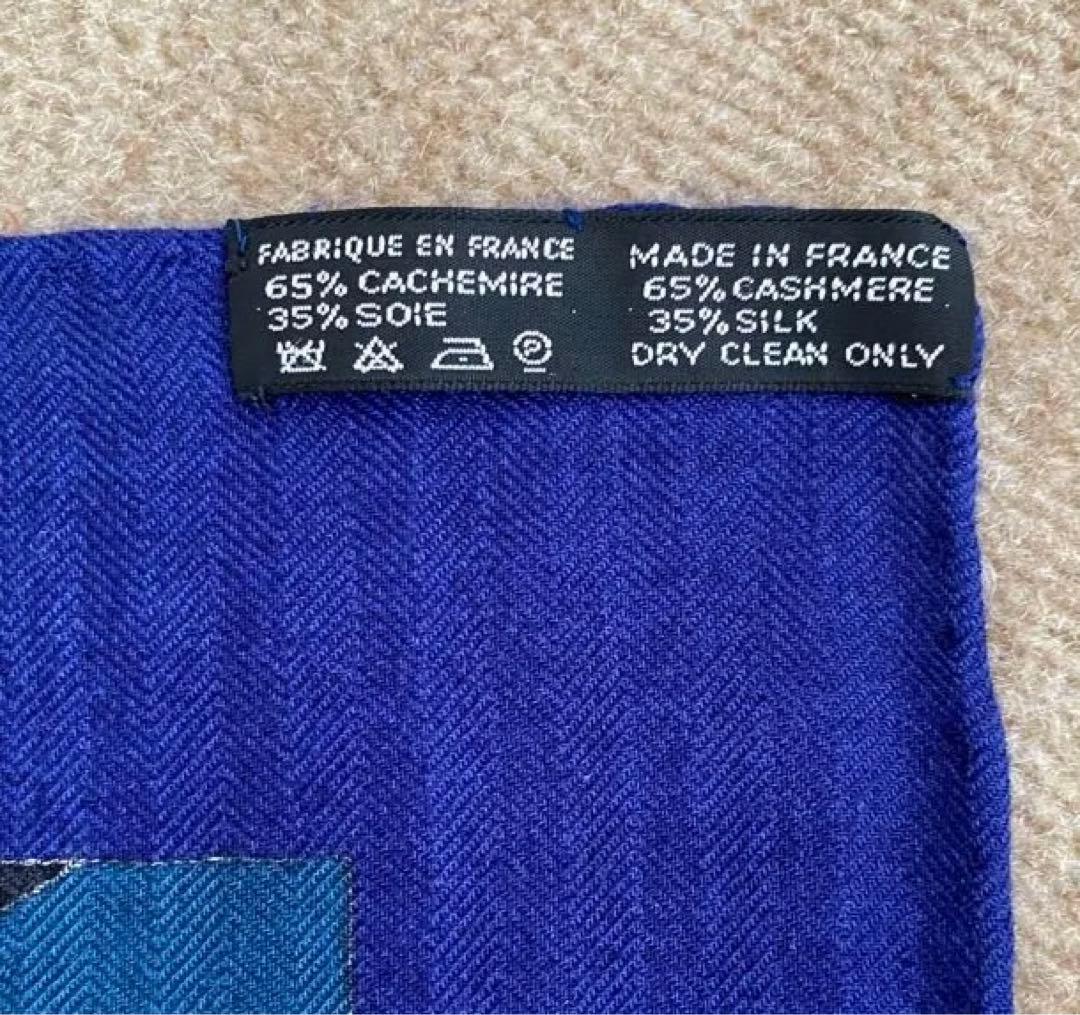 FABRIQUE EN FRANCE
65% CACHEMIRE
35% SOIE
P
MADE IN FRANCE
65% CASHMERE
35% SILK
DRY CLEAN ONLY